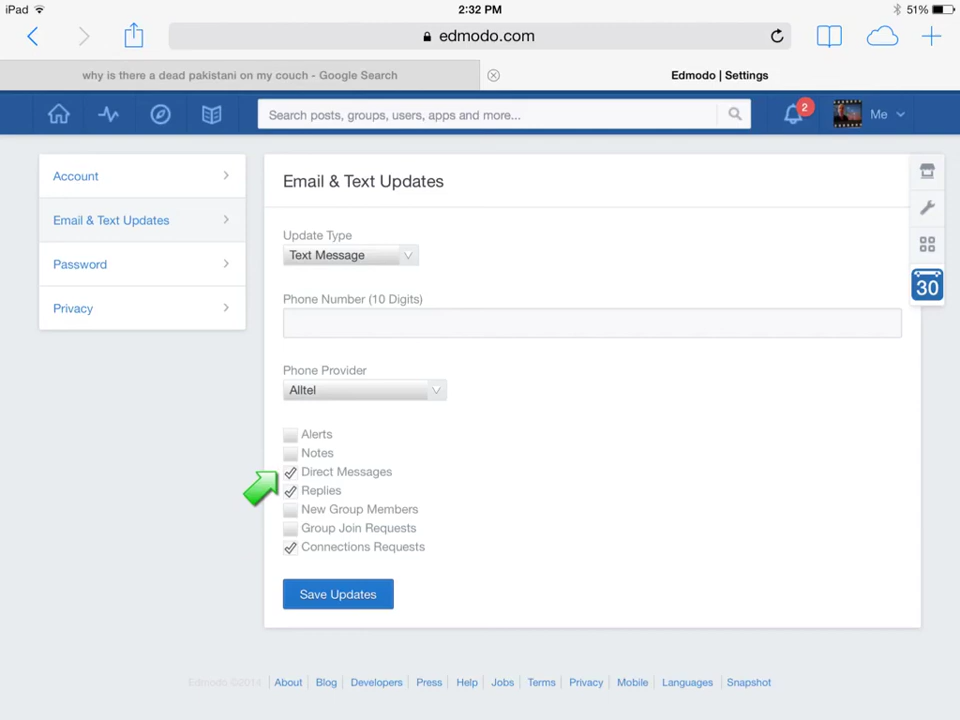 iPad 2:32 PM 51%
edmodo.com
why is there a dead pakistani on my couch - Google Search
Edmodo | Settings
Search posts, groups, users, apps and more...
2
Me
Account
Email & Text Updates
Password
Privacy
Email & Text Updates
Update Type
Text Message
Phone Number (10 Digits)
Phone Provider
Alltel
Alerts
Notes
Direct Messages
Replies
New Group Members
Group Join Requests
Connections Requests
Save Updates
30
Edmodo ©2014 | About | Blog | Developers | Press | Help | Jobs | Terms | Privacy | Mobile | Languages | Snapshot